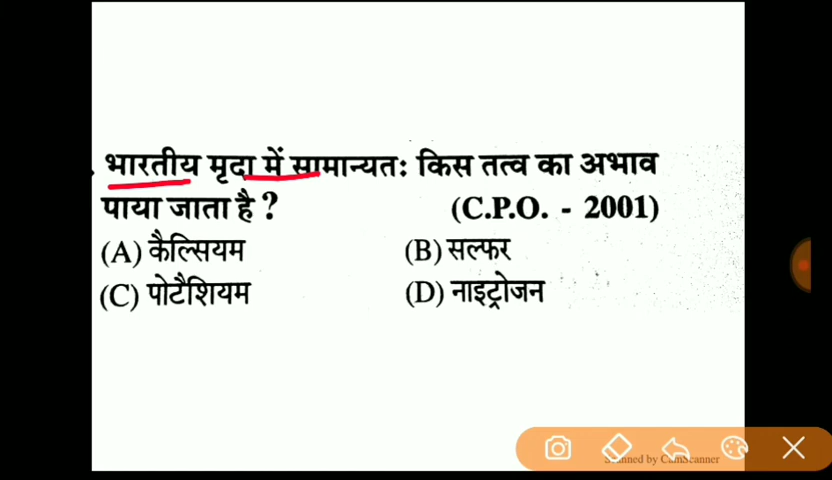 . भारतीय मृदा में सामान्यतः किस तत्व का अभाव
पाया जाता है ? (C.P.O. - 2001)
(A) कैल्सियम (B) सल्फर
(C) पोटैशियम (D) नाइट्रोजन
Scanned by CamScanner